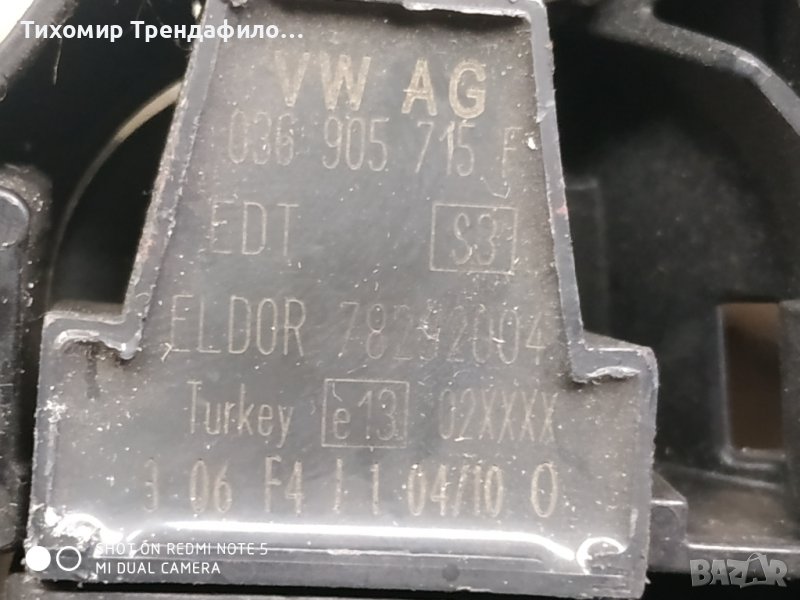 Тихомир Трендафило...
VW AG
036 905 715 F
EDT S3
ELDOR 78292004
Turkey e13 02XXXX
3 06 F4 I 1 04/10 0
SHOT ON REDMI NOTE 5
MI DUAL CAMERA
BAZAR